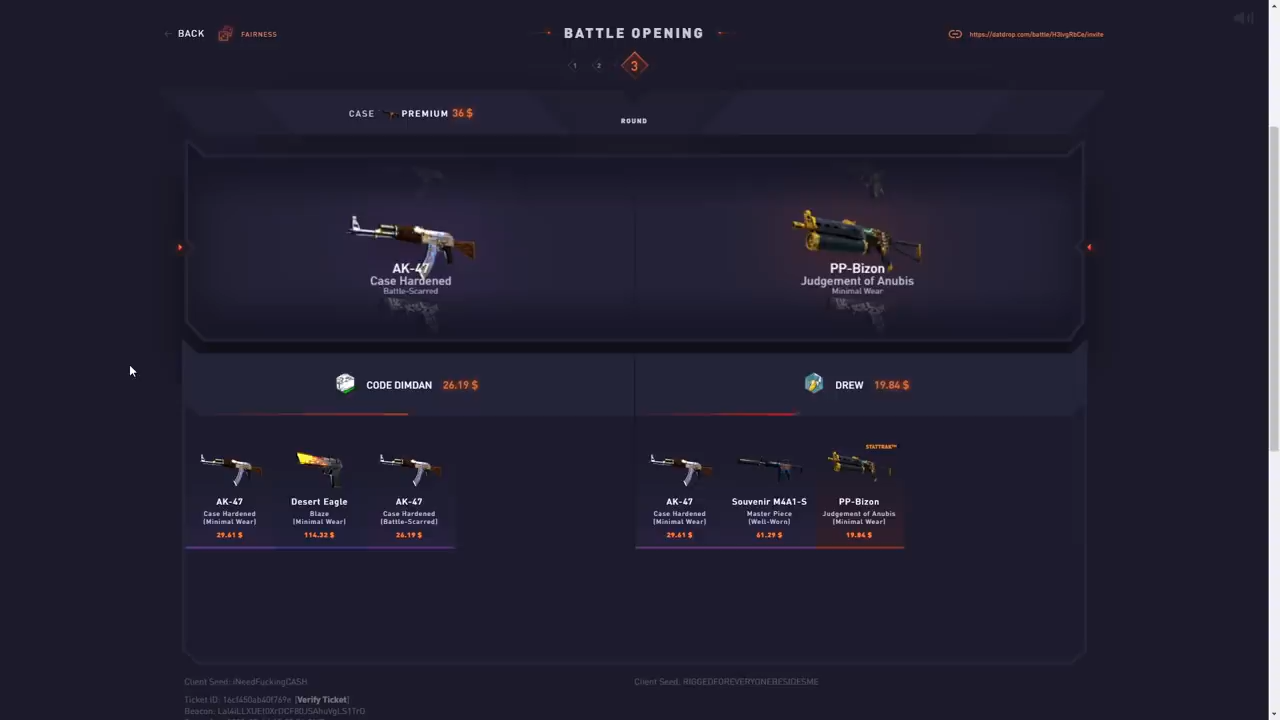 BACK
FAIRNESS
BATTLE OPENING
1 2 3
CASE PREMIUM 36 $
ROUND
AK-47
Case Hardened
Battle-Scarred
PP-Bizon
Judgement of Anubis
Minimal Wear
CODE DIMDAN 26.19 $
DREW 19.84 $
AK-47
Case Hardened
(Minimal Wear)
29.61 $
Desert Eagle
Blaze
(Minimal Wear)
114.32 $
AK-47
Case Hardened
(Battle-Scarred)
26.19 $
AK-47
Case Hardened
(Minimal Wear)
29.61 $
Souvenir M4A1-S
Master Piece
(Well-Worn)
61.29 $
STATTRAK™
PP-Bizon
Judgement of Anubis
(Minimal Wear)
19.84 $
Client Seed: iNeedFuckingCASH
Client Seed: RIGGEDFOREVERYONEBESIDESME
Ticket ID: 16cf450ab40f769e [Verify Ticket]
Beacon: